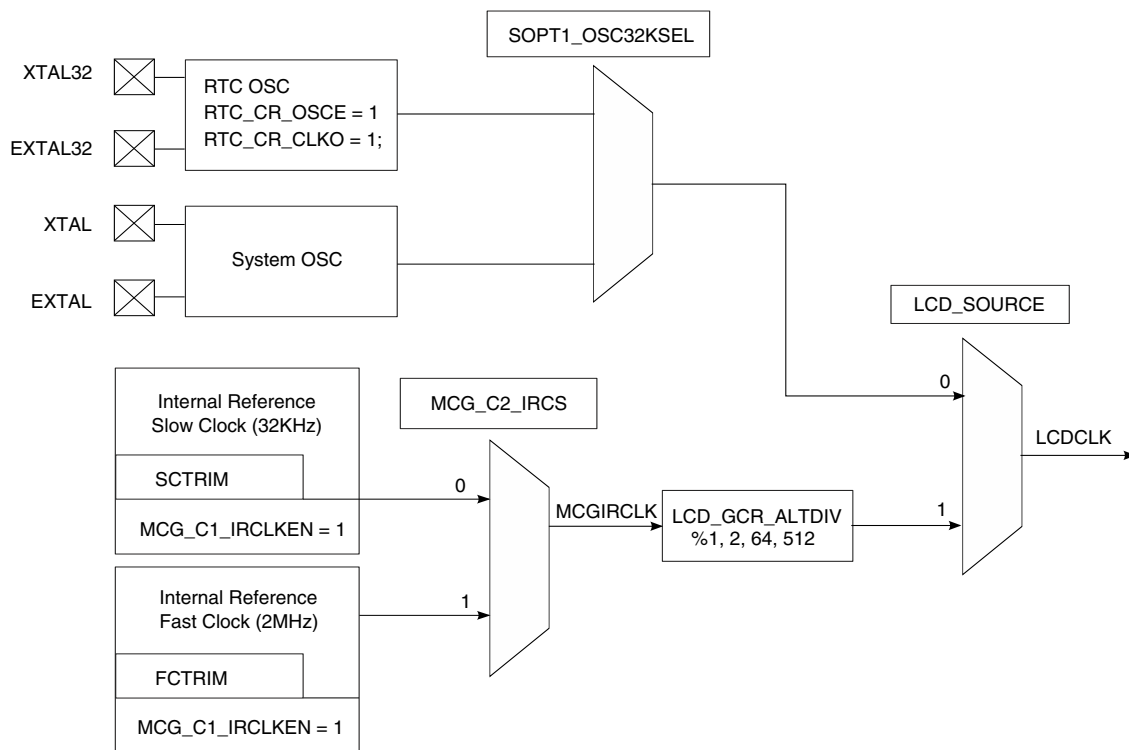 SOPT1_OSC32KSEL
XTAL32
EXTAL32
RTC OSC
RTC_CR_OSCE = 1
RTC_CR_CLKO = 1;
XTAL
EXTAL
System OSC
LCD_SOURCE
0
1
LCDCLK
Internal Reference
Slow Clock (32KHz)
SCTRIM
MCG_C1_IRCLKEN = 1
MCG_C2_IRCS
0
1
MCGIRCLK
LCD_GCR_ALTDIV
%1, 2, 64, 512
Internal Reference
Fast Clock (2MHz)
FCTRIM
MCG_C1_IRCLKEN = 1